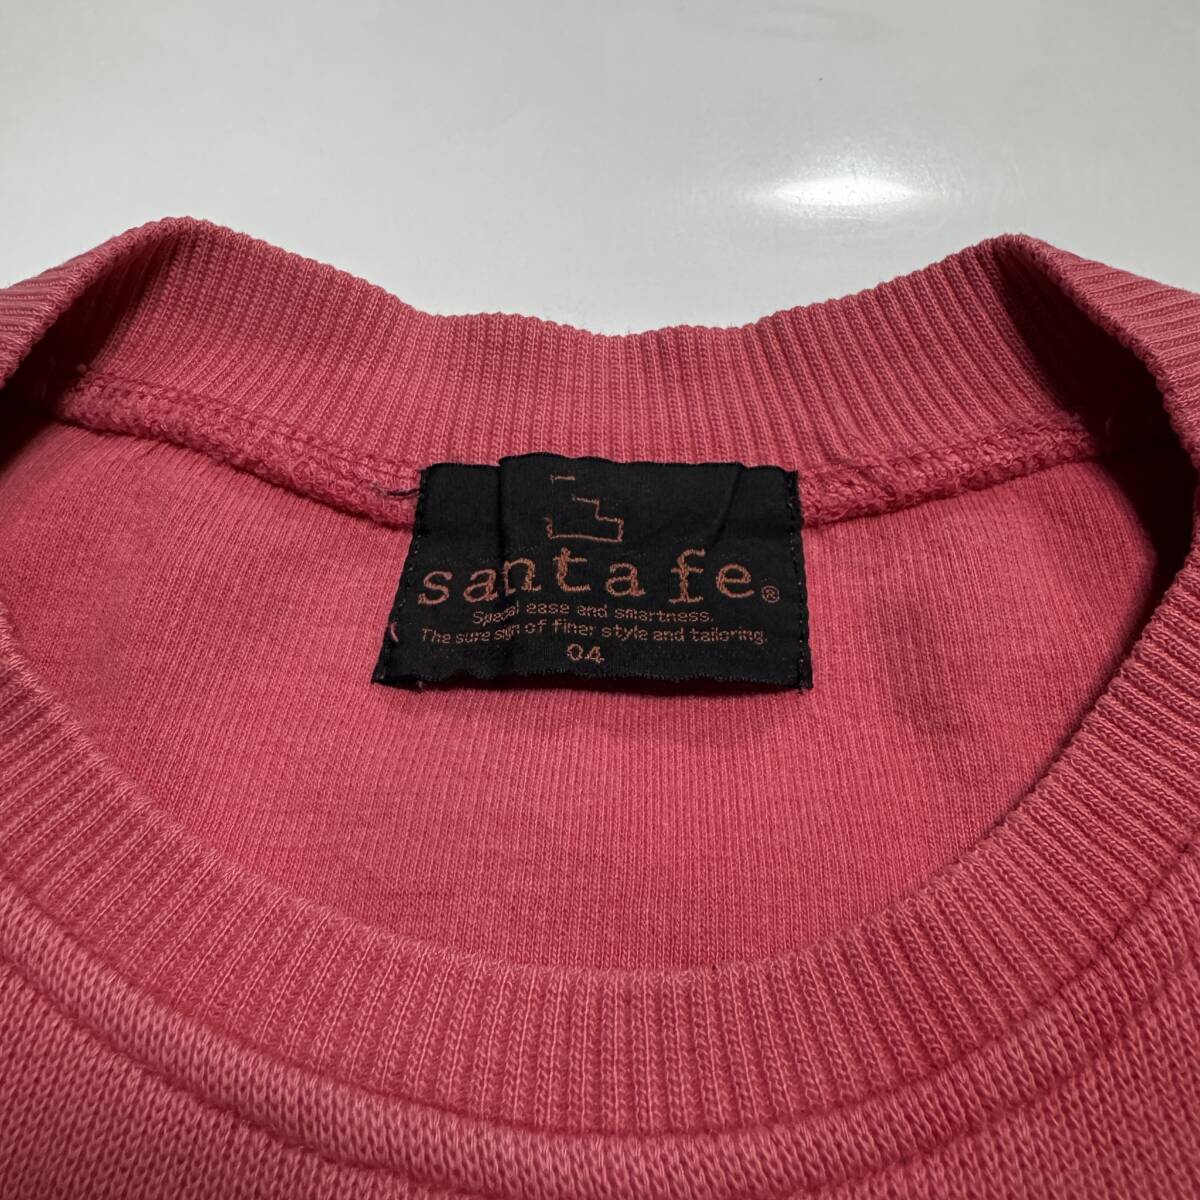 santa fe®
Special ease and smartness.
The sure sign of finer style and tailoring.
04